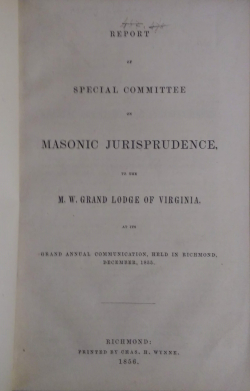 REPORT
OF
SPECIAL COMMITTEE
ON
MASONIC JURISPRUDENCE,
TO THE
M. W. GRAND LODGE OF VIRGINIA,
AT ITS
GRAND ANNUAL COMMUNICATION, HELD IN RICHMOND,
DECEMBER, 1855.
RICHMOND:
PRINTED BY CHAS. H. WYNNE.
1856.